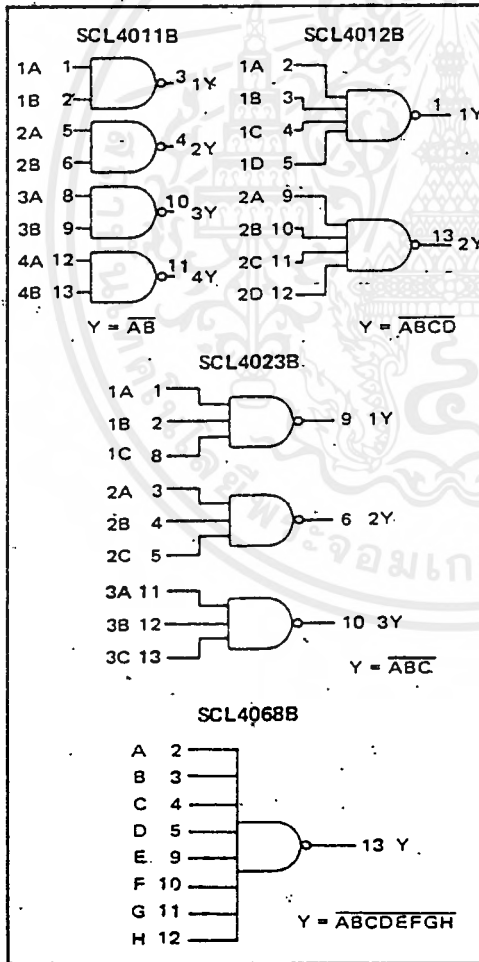 SCL4011B
1A 1
1B 2
3 1Y
2A 5
2B 6
4 2Y
3A 8
3B 9
10 3Y
4A 12
4B 13
11 4Y
Y = \overline{AB}
SCL4012B
1A 2
1B 3
1C 4
1D 5
1 1Y
2A 9
2B 10
2C 11
2D 12
13 2Y
Y = \overline{ABCD}
SCL4023B
1A 1
1B 2
1C 8
9 1Y
2A 3
2B 4
2C 5
6 2Y
3A 11
3B 12
3C 13
10 3Y
Y = \overline{ABC}
SCL4068B
A 2
B 3
C 4
D 5
E 9
F 10
G 11
H 12
13 Y
Y = \overline{ABCDEFGH}